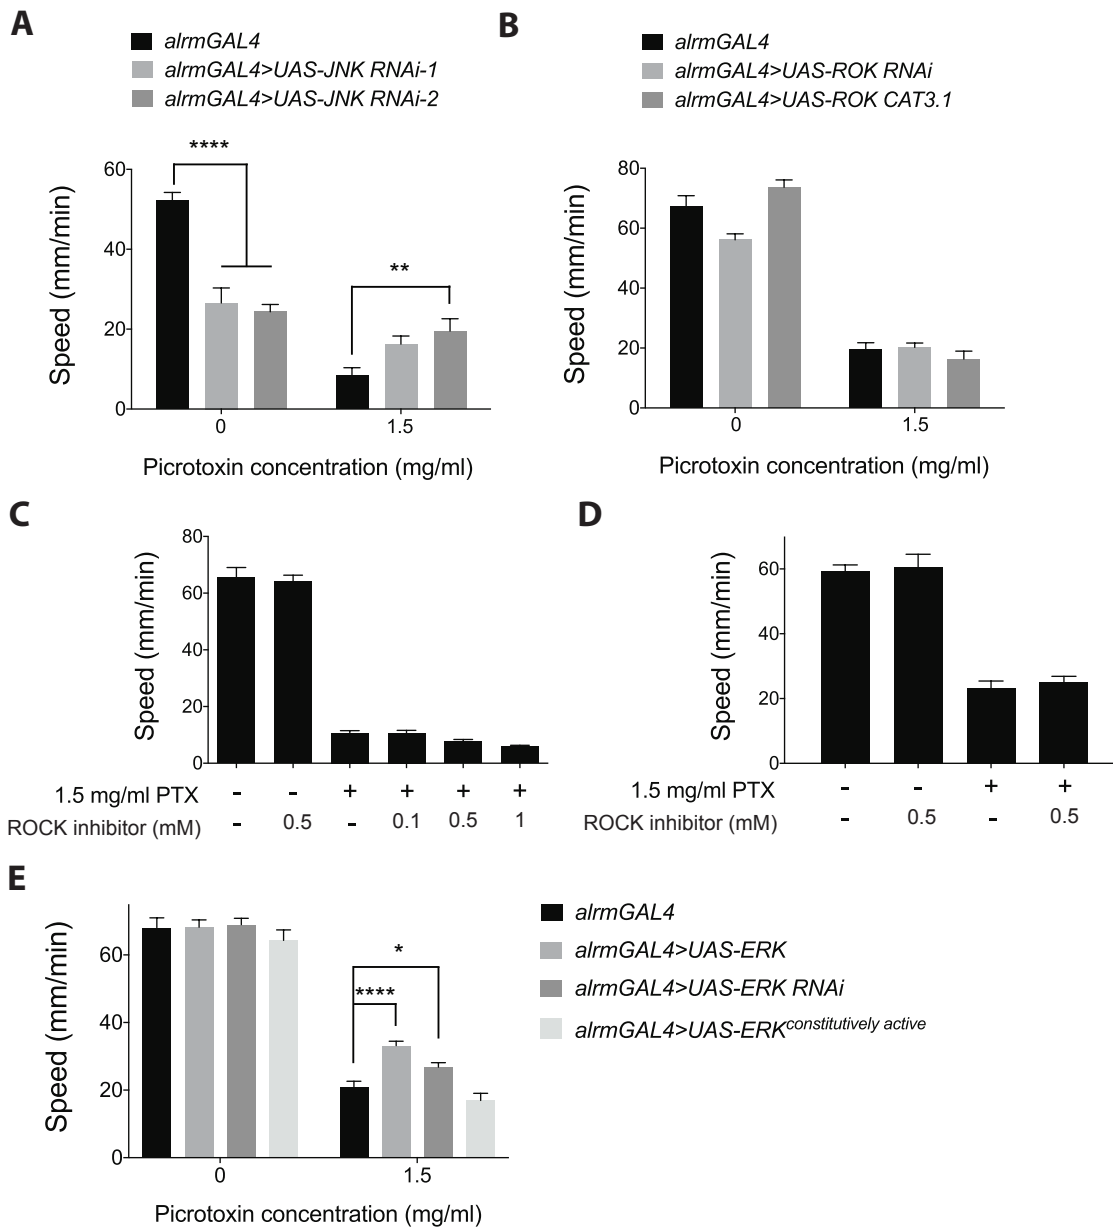 A
alrmGAL4
alrmGAL4>UAS-JNK RNAi-1
alrmGAL4>UAS-JNK RNAi-2
****
**
60
40
20
0
Speed (mm/min)
0 1.5
Picrotoxin concentration (mg/ml)
B
alrmGAL4
alrmGAL4>UAS-ROK RNAi
alrmGAL4>UAS-ROK CAT3.1
80
60
40
20
0
Speed (mm/min)
0 1.5
Picrotoxin concentration (mg/ml)
C
80
60
40
20
0
Speed (mm/min)
1.5 mg/ml PTX - - + + + +
ROCK inhibitor (mM) - 0.5 - 0.1 0.5 1
D
60
40
20
0
Speed (mm/min)
1.5 mg/ml PTX - - + +
ROCK inhibitor (mM) - 0.5 - 0.5
E
60
40
20
0
Speed (mm/min)
*
****
0 1.5
Picrotoxin concentration (mg/ml)
alrmGAL4
alrmGAL4>UAS-ERK
alrmGAL4>UAS-ERK RNAi
alrmGAL4>UAS-ERKconstitutively active